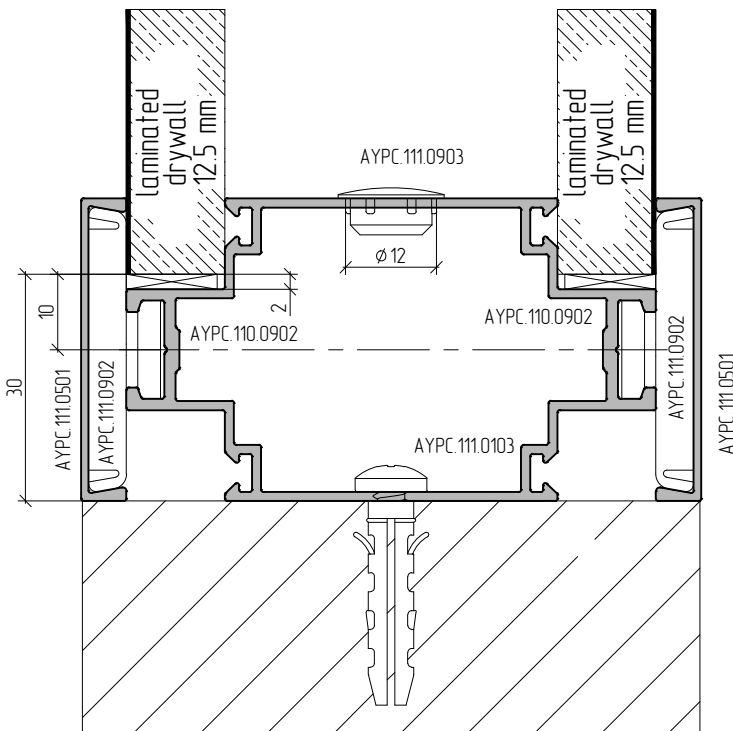 laminated
drywall
12.5 mm
laminated
drywall
12.5 mm
AYPC.111.0903
Ø12
10
2
30
AYPC.110.0902
AYPC.110.0902
AYPC.111.0501
AYPC.111.0902
AYPC.111.0902
AYPC.111.0501
AYPC.111.0103